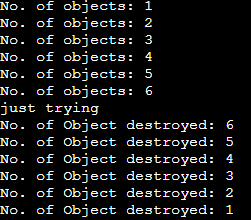 No. of objects: 1
No. of objects: 2
No. of objects: 3
No. of objects: 4
No. of objects: 5
No. of objects: 6
just trying
No. of Object destroyed: 6
No. of Object destroyed: 5
No. of Object destroyed: 4
No. of Object destroyed: 3
No. of Object destroyed: 2
No. of Object destroyed: 1